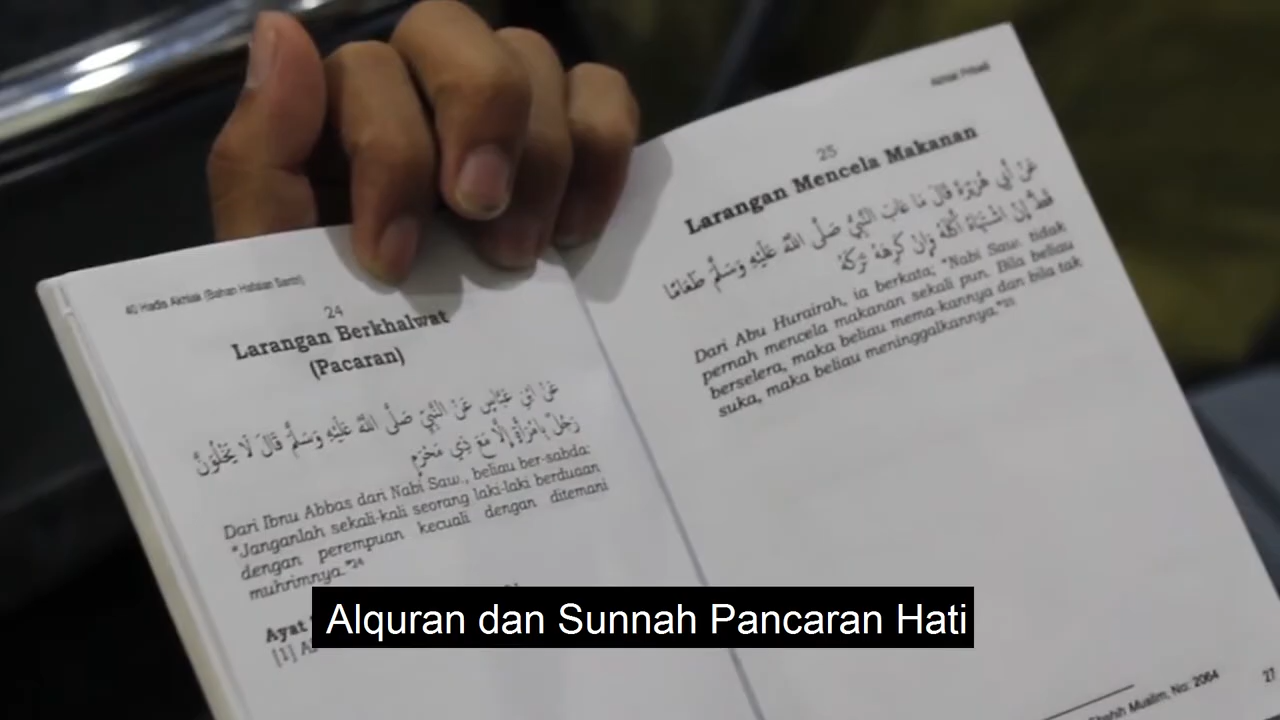 40 Hadis Akhlak (Bahan Hafalan Santri)
24
Larangan Berkhalwat
(Pacaran)
عَنْ ابْنِ عَبَّاسٍ عَنْ النَّبِيِّ صَلَّى اللَّهُ عَلَيْهِ وَسَلَّمَ قَالَ لَا يَخْلُوَنَّ
رَجُلٌ بِامْرَأَةٍ إِلَّا مَعَ ذِي مَحْرَمٍ
Dari Ibnu Abbas dari Nabi Saw., beliau ber-sabda:
"Janganlah sekali-kali seorang laki-laki berduaan
dengan perempuan kecuali dengan ditemani
muhrimnya."24
Ayat
[1]
Akhlak Pribadi
25
Larangan Mencela Makanan
عَنْ أَبِي هُرَيْرَةَ قَالَ مَا عَابَ النَّبِيُّ صَلَّى اللَّهُ عَلَيْهِ وَسَلَّمَ طَعَامًا
قَطُّ إِنْ اشْتَهَاهُ أَكَلَهُ وَإِنْ كَرِهَهُ تَرَكَهُ
Dari Abu Hurairah, ia berkata; "Nabi Saw. tidak
pernah mencela makanan sekali pun. Bila beliau
berselera, maka beliau mema-kannya dan bila tak
suka, maka beliau meninggalkannya."25
Shahih Muslim, No: 2064
27
Alquran dan Sunnah Pancaran Hati